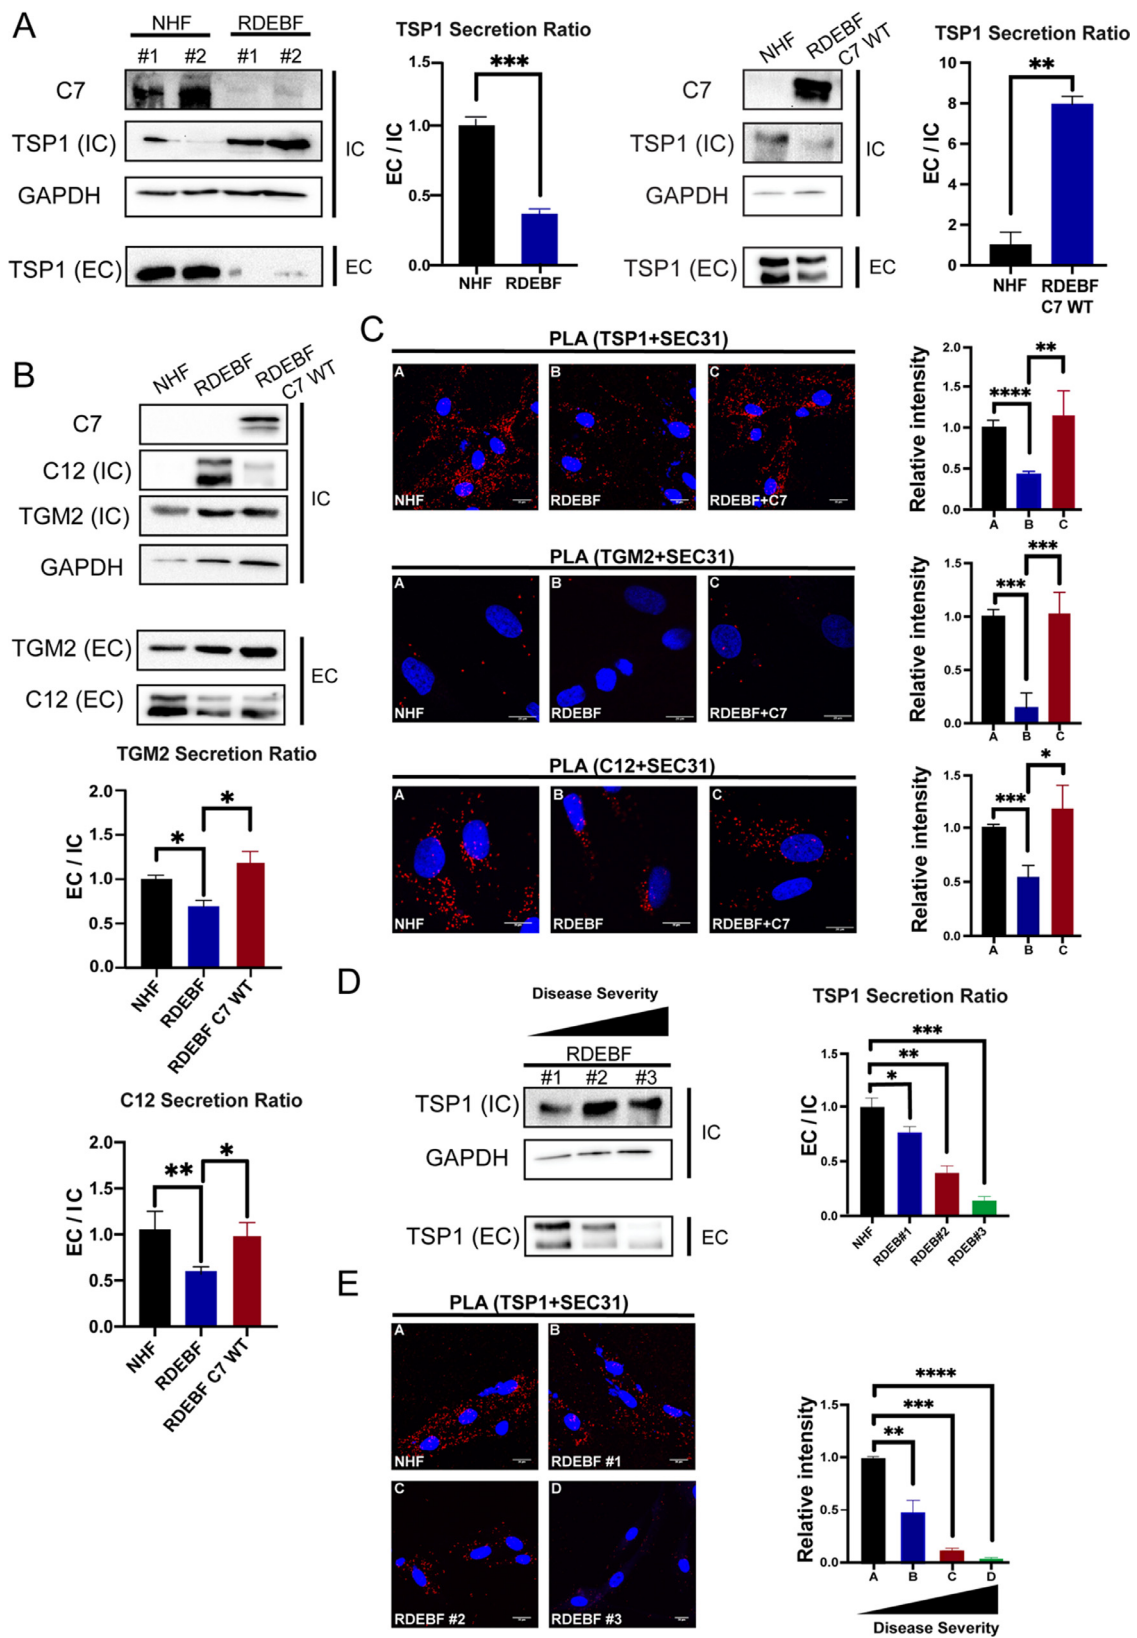 A
NHF RDEBF
#1 #2 #1 #2
C7
TSP1 (IC)
GAPDH
IC
TSP1 (EC)
EC
TSP1 Secretion Ratio
***
EC / IC
1.5
1.0
0.5
0.0
NHF RDEBF
NHF RDEBF C7 WT
C7
TSP1 (IC)
GAPDH
IC
TSP1 (EC)
EC
TSP1 Secretion Ratio
**
EC / IC
10
8
6
4
2
0
NHF RDEBF
C7 WT
B
NHF RDEBF RDEBF C7 WT
C7
C12 (IC)
TGM2 (IC)
GAPDH
IC
TGM2 (EC)
C12 (EC)
EC
TGM2 Secretion Ratio
* *
EC / IC
2.0
1.5
1.0
0.5
0.0
NHF RDEBF RDEBF C7 WT
C12 Secretion Ratio
** *
EC / IC
2.0
1.5
1.0
0.5
0.0
NHF RDEBF RDEBF C7 WT
C
PLA (TSP1+SEC31)
A B C
NHF RDEBF RDEBF+C7
Relative intensity
**** **
2.0
1.5
1.0
0.5
0.0
A B C
PLA (TGM2+SEC31)
A B C
NHF RDEBF RDEBF+C7
Relative intensity
*** ***
1.5
1.0
0.5
0.0
A B C
PLA (C12+SEC31)
A B C
NHF RDEBF RDEBF+C7
Relative intensity
*** *
1.5
1.0
0.5
0.0
A B C
D
Disease Severity
RDEBF
#1 #2 #3
TSP1 (IC)
GAPDH
IC
TSP1 (EC)
EC
TSP1 Secretion Ratio
***
**
*
EC / IC
1.5
1.0
0.5
0.0
NHF RDEB#1 RDEB#2 RDEB#3
E
PLA (TSP1+SEC31)
A B
NHF RDEBF #1
C D
RDEBF #2 RDEBF #3
Relative intensity
****
***
**
1.5
1.0
0.5
0.0
A B C D
Disease Severity